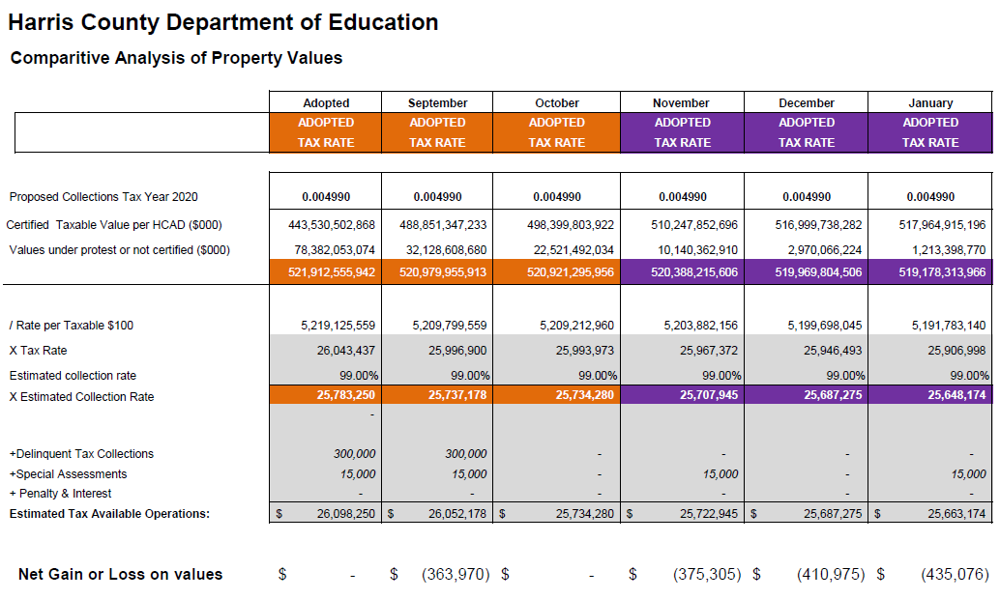 Harris County Department of Education
Comparitive Analysis of Property Values
Adopted September October November December January
ADOPTED ADOPTED ADOPTED ADOPTED ADOPTED ADOPTED
TAX RATE TAX RATE TAX RATE TAX RATE TAX RATE TAX RATE
Proposed Collections Tax Year 2020 0.004990 0.004990 0.004990 0.004990 0.004990 0.004990
Certified Taxable Value per HCAD ($000) 443,530,502,868 488,851,347,233 498,399,803,922 510,247,852,696 516,999,738,282 517,964,915,196
Values under protest or not certified ($000) 78,382,053,074 32,128,608,680 22,521,492,034 10,140,362,910 2,970,066,224 1,213,398,770
521,912,555,942 520,979,955,913 520,921,295,956 520,388,215,606 519,969,804,506 519,178,313,966
/ Rate per Taxable $100 5,219,125,559 5,209,799,559 5,209,212,960 5,203,882,156 5,199,698,045 5,191,783,140
X Tax Rate 26,043,437 25,996,900 25,993,973 25,967,372 25,946,493 25,906,998
Estimated collection rate 99.00% 99.00% 99.00% 99.00% 99.00% 99.00%
X Estimated Collection Rate 25,783,250 25,737,178 25,734,280 25,707,945 25,687,275 25,648,174
-
+Delinquent Tax Collections 300,000 300,000 - - - -
+Special Assessments 15,000 15,000 - 15,000 - 15,000
+ Penalty & Interest - - - - - -
Estimated Tax Available Operations: $ 26,098,250 $ 26,052,178 $ 25,734,280 $ 25,722,945 $ 25,687,275 $ 25,663,174
Net Gain or Loss on values $ - $ (363,970) $ - $ (375,305) $ (410,975) $ (435,076)